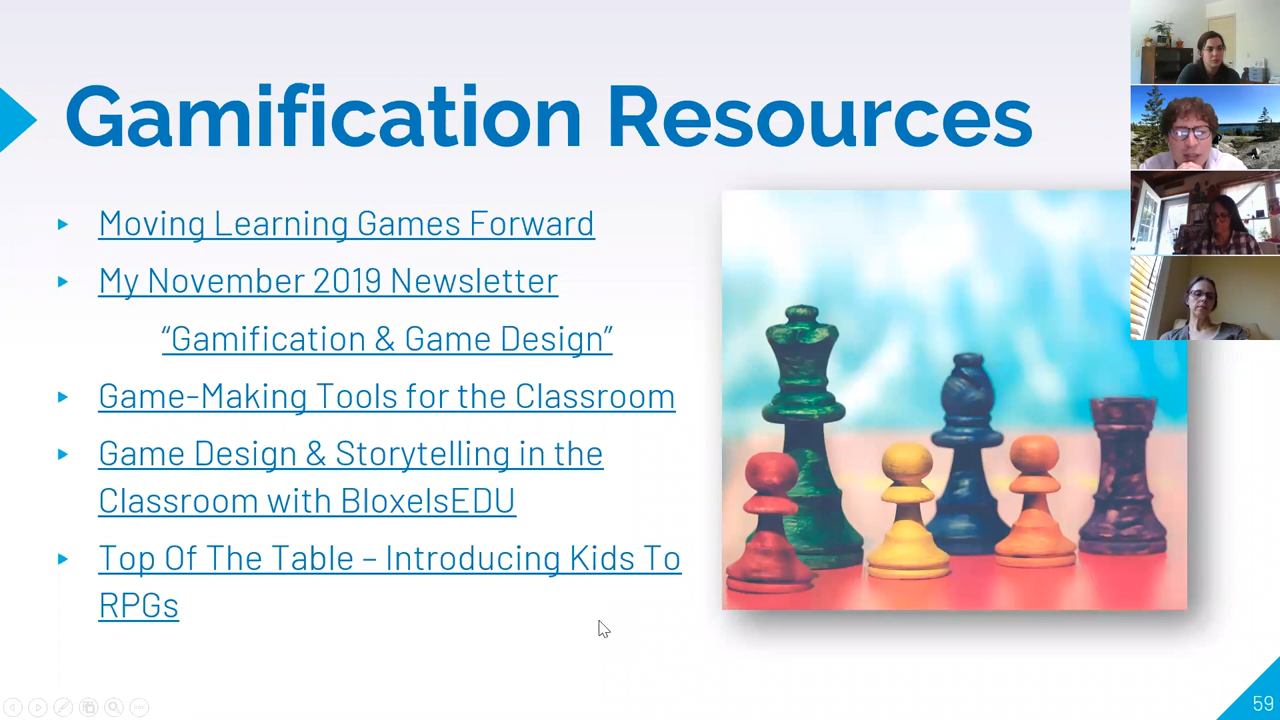 Gamification Resources
Moving Learning Games Forward
My November 2019 Newsletter
“Gamification & Game Design”
Game-Making Tools for the Classroom
Game Design & Storytelling in the
Classroom with BloxelsEDU
Top Of The Table – Introducing Kids To
RPGs
59